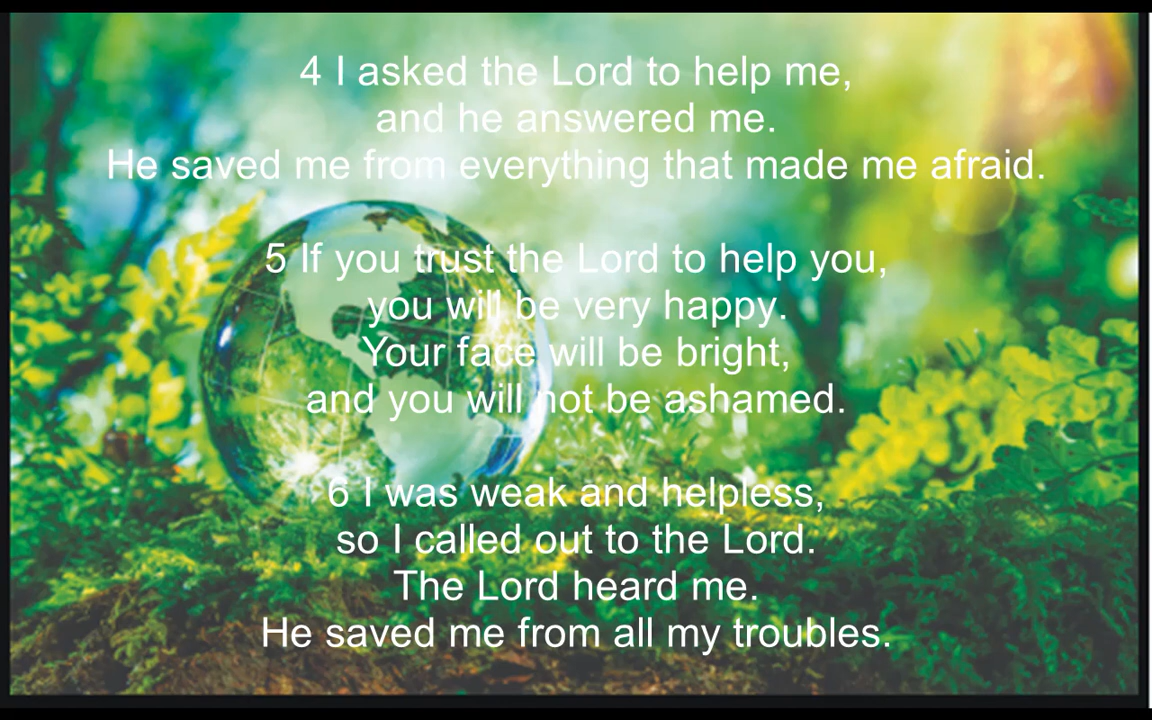 4 I asked the Lord to help me,
and he answered me.
He saved me from everything that made me afraid.
5 If you trust the Lord to help you,
you will be very happy.
Your face will be bright,
and you will not be ashamed.
6 I was weak and helpless,
so I called out to the Lord.
The Lord heard me.
He saved me from all my troubles.